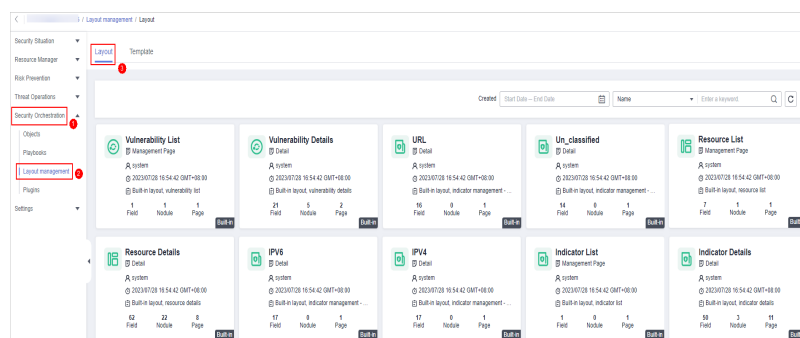 / Layout management / Layout
Security Situation
Resource Manager
Risk Prevention
Threat Operations
Security Orchestration
1
Objects
Playbooks
Layout management
2
Plugins
Settings
Layout
Template
3
Created
Start Date — End Date
Name
Enter a keyword.
Vulnerability List
Management Page
system
2023/07/28 16:54:42 GMT+08:00
Built-in layout, vulnerability list
1 1 1
Field Nodule Page
Built-in
Vulnerability Details
Detail
system
2023/07/28 16:54:42 GMT+08:00
Built-in layout, vulnerability details
21 5 2
Field Nodule Page
Built-in
URL
Detail
system
2023/07/28 16:54:42 GMT+08:00
Built-in layout, indicator management - ...
16 0 1
Field Nodule Page
Built-in
Un_classified
Detail
system
2023/07/28 16:54:42 GMT+08:00
Built-in layout, indicator management - ...
14 0 1
Field Nodule Page
Built-in
Resource List
Management Page
system
2023/07/28 16:54:42 GMT+08:00
Built-in layout, resource list
7 1 1
Field Nodule Page
Built
Resource Details
Detail
system
2023/07/28 16:54:42 GMT+08:00
Built-in layout, resource details
62 22 8
Field Nodule Page
Built-in
IPV6
Detail
system
2023/07/28 16:54:42 GMT+08:00
Built-in layout, indicator management - ...
17 0 1
Field Nodule Page
Built-in
IPV4
Detail
system
2023/07/28 16:54:42 GMT+08:00
Built-in layout, indicator management - ...
17 0 1
Field Nodule Page
Built-in
Indicator List
Management Page
system
2023/07/28 16:54:42 GMT+08:00
Built-in layout, indicator list
1 1 1
Field Nodule Page
Built-in
Indicator Details
Detail
system
2023/07/28 16:54:42 GMT+08:00
Built-in layout, indicator details
50 3 11
Field Nodule Page
Built